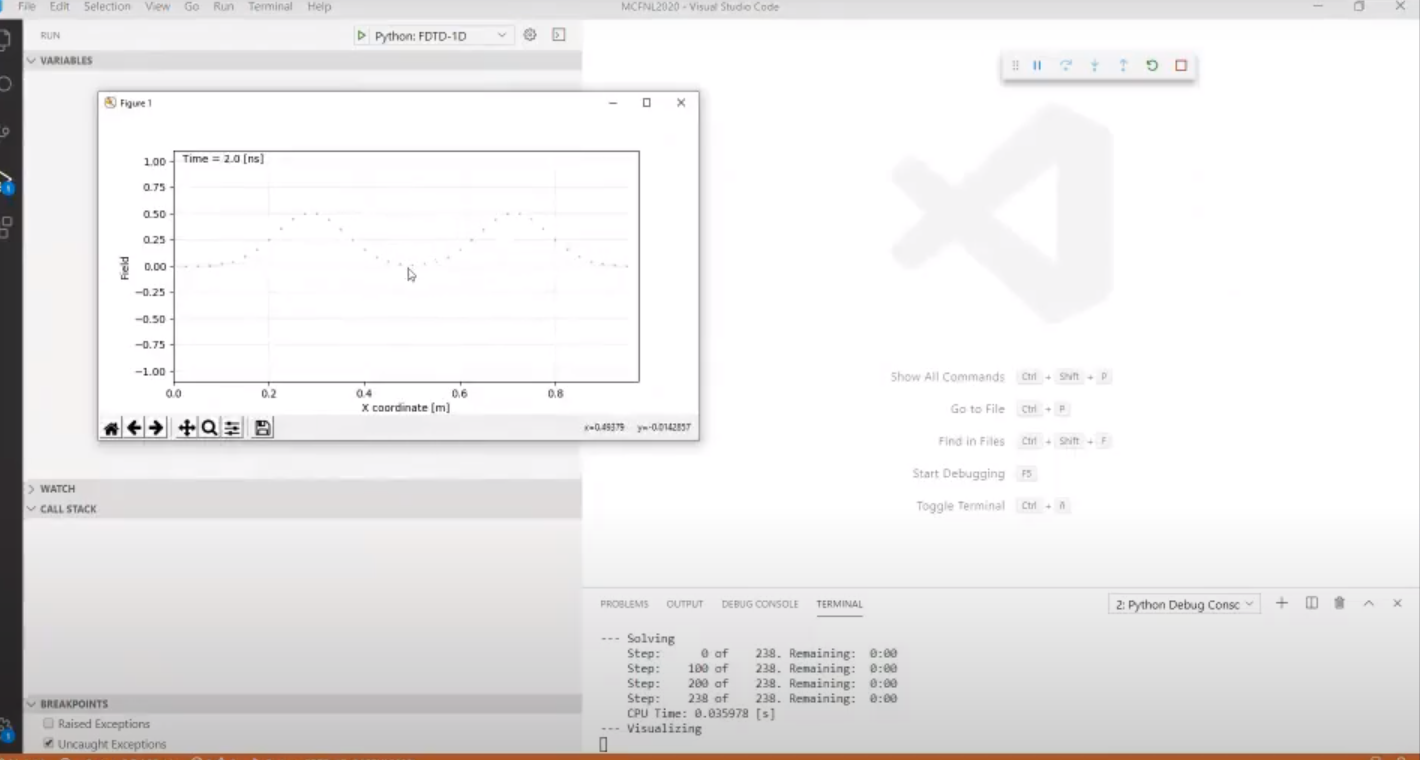 File Edit Selection View Go Run Terminal Help
MCFNL2020 - Visual Studio Code
RUN
Python: FDTD-1D
VARIABLES
Figure 1
Time = 2.0 [ns]
1.00
0.75
0.50
0.25
0.00
−0.25
−0.50
−0.75
−1.00
Field
0.0 0.2 0.4 0.6 0.8
X coordinate [m]
x=0.49379 y=-0.0142857
Show All Commands Ctrl + Shift + P
Go to File Ctrl + P
Find in Files Ctrl + Shift + F
Start Debugging F5
Toggle Terminal Ctrl +
WATCH
CALL STACK
BREAKPOINTS
Raised Exceptions
Uncaught Exceptions
PROBLEMS OUTPUT DEBUG CONSOLE TERMINAL
2: Python Debug Consc
--- Solving
Step: 0 of 238. Remaining: 0:00
Step: 100 of 238. Remaining: 0:00
Step: 200 of 238. Remaining: 0:00
Step: 238 of 238. Remaining: 0:00
CPU Time: 0.035978 [s]
--- Visualizing